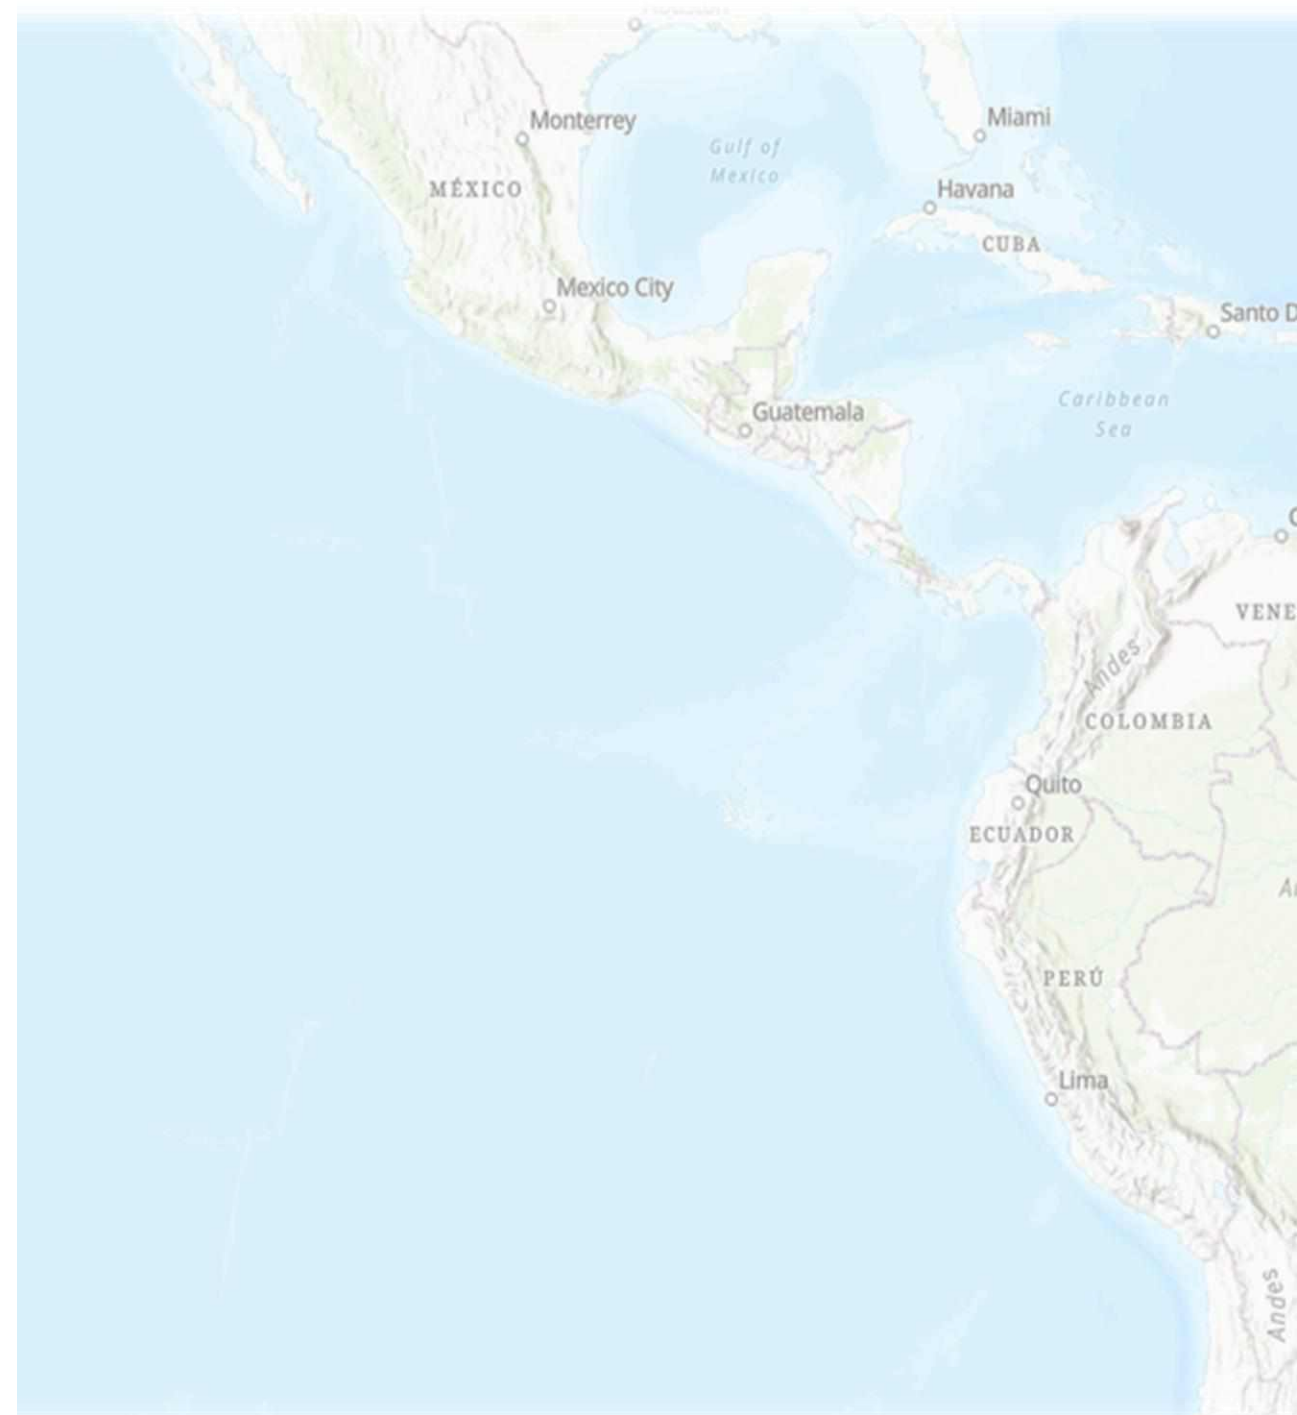 Monterrey
Miami
Gulf of
Mexico
MÉXICO
Havana
CUBA
Mexico City
Santo D
Caribbean
Sea
Guatemala
C
VENE
Andes
COLOMBIA
Quito
ECUADOR
PERÚ
Lima
Andes